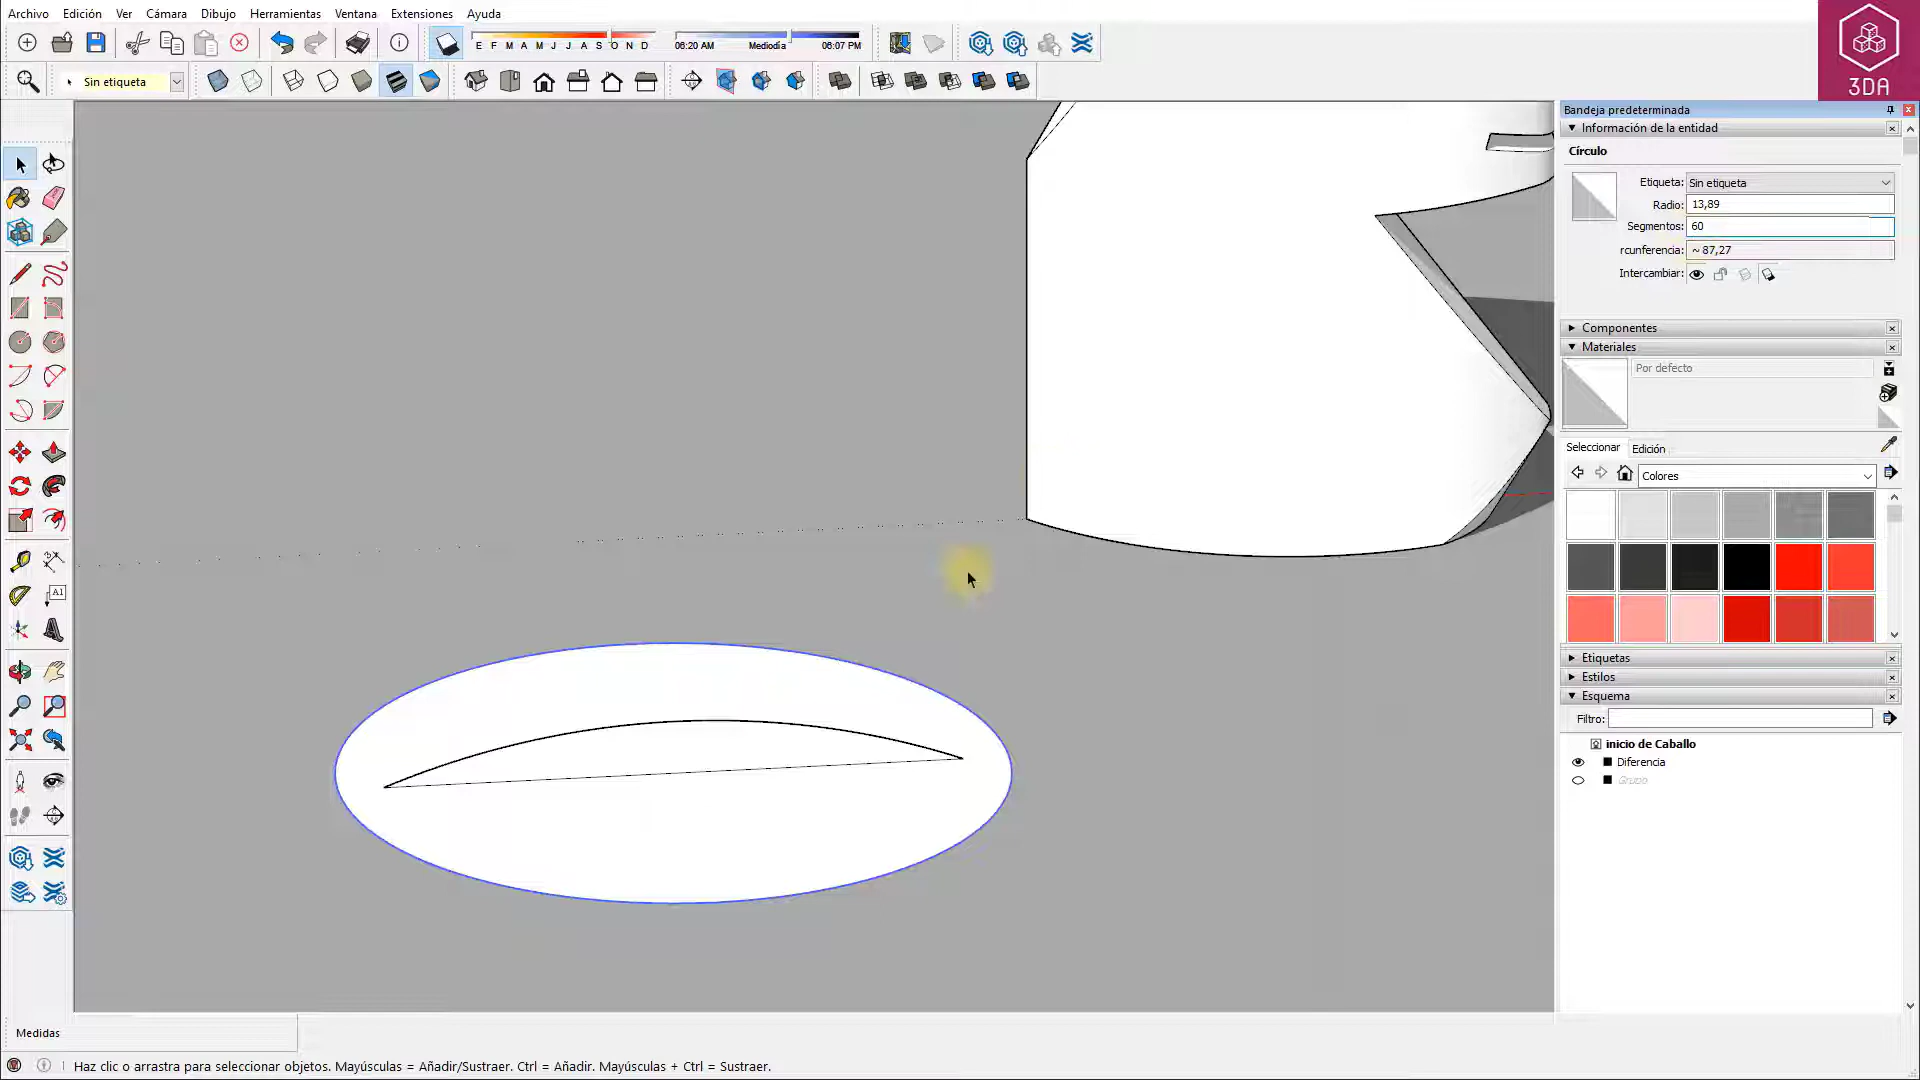 Archivo Edición Ver Cámara Dibujo Herramientas Ventana Extensiones Ayuda
3DA
E F M A M J J A S O N D 06:20 AM Mediodía 06:07 PM
Sin etiqueta
Bandeja predeterminada
Información de la entidad
Círculo
Etiqueta: Sin etiqueta
Radio: 13,89
Segmentos: 60
rcunferencia: ~ 87,27
Intercambiar:
Componentes
Materiales
Por defecto
Seleccionar Edición
Colores
A1
Etiquetas
Estilos
Esquema
Filtro:
inicio de Caballo
Diferencia
Grupo
Medidas
Haz clic o arrastra para seleccionar objetos. Mayúsculas = Añadir/Sustraer. Ctrl = Añadir. Mayúsculas + Ctrl = Sustraer.